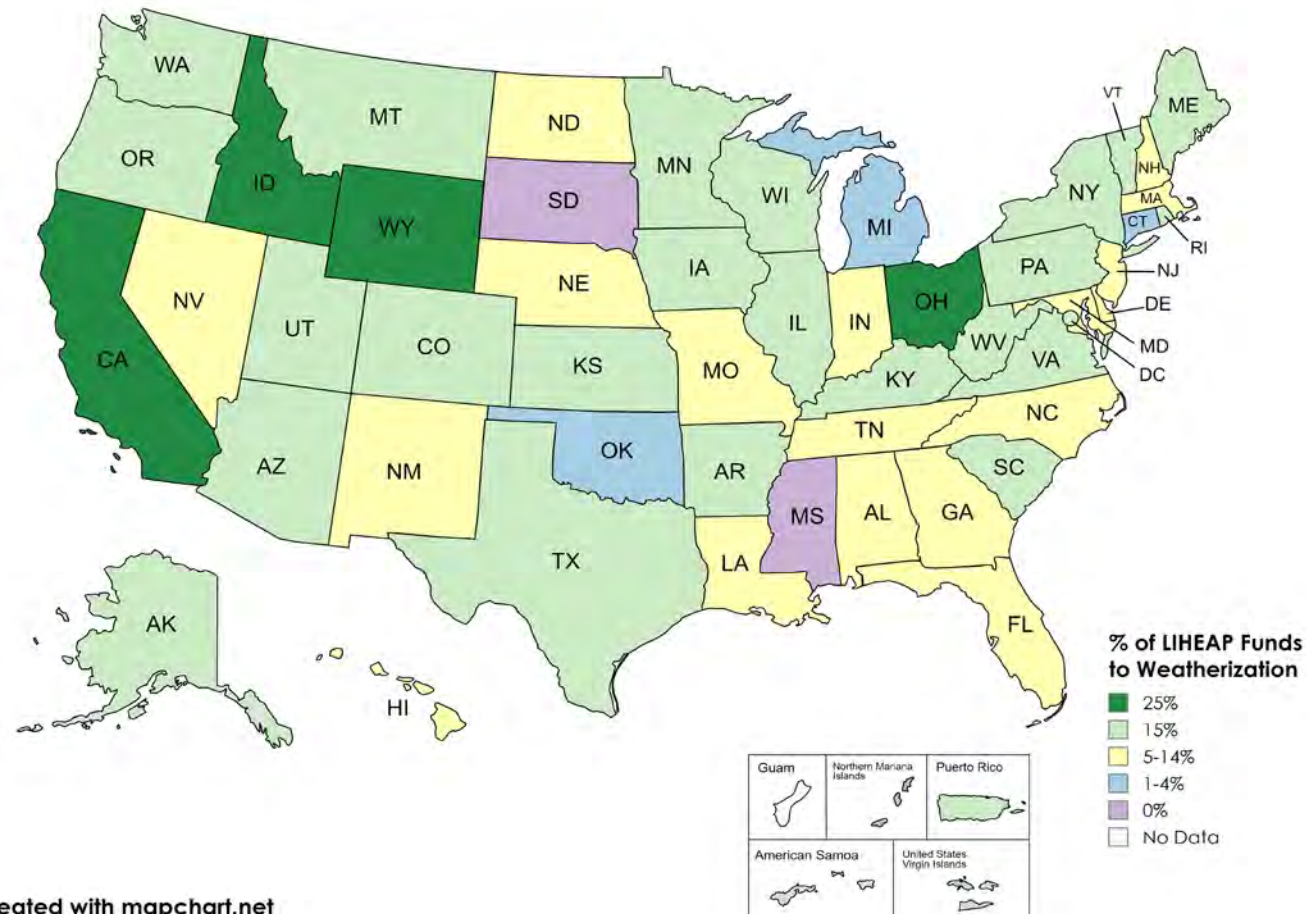 WA
MT
ND
MN
VT
ME
OR
ID
SD
WI
NH
NY
MA
WY
MI
CT
RI
IA
PA
NJ
NE
NV
OH
DE
IL
IN
UT
CO
WV
MD
CA
KS
MO
KY
VA
DC
NC
TN
AZ
NM
OK
AR
SC
MS
AL
GA
TX
LA
AK
FL
HI
% of LIHEAP Funds
to Weatherization
25%
15%
5-14%
1-4%
0%
No Data
Guam
Northern Mariana
Islands
Puerto Rico
American Samoa
United States
Virgin Islands
eated with mapchart.net